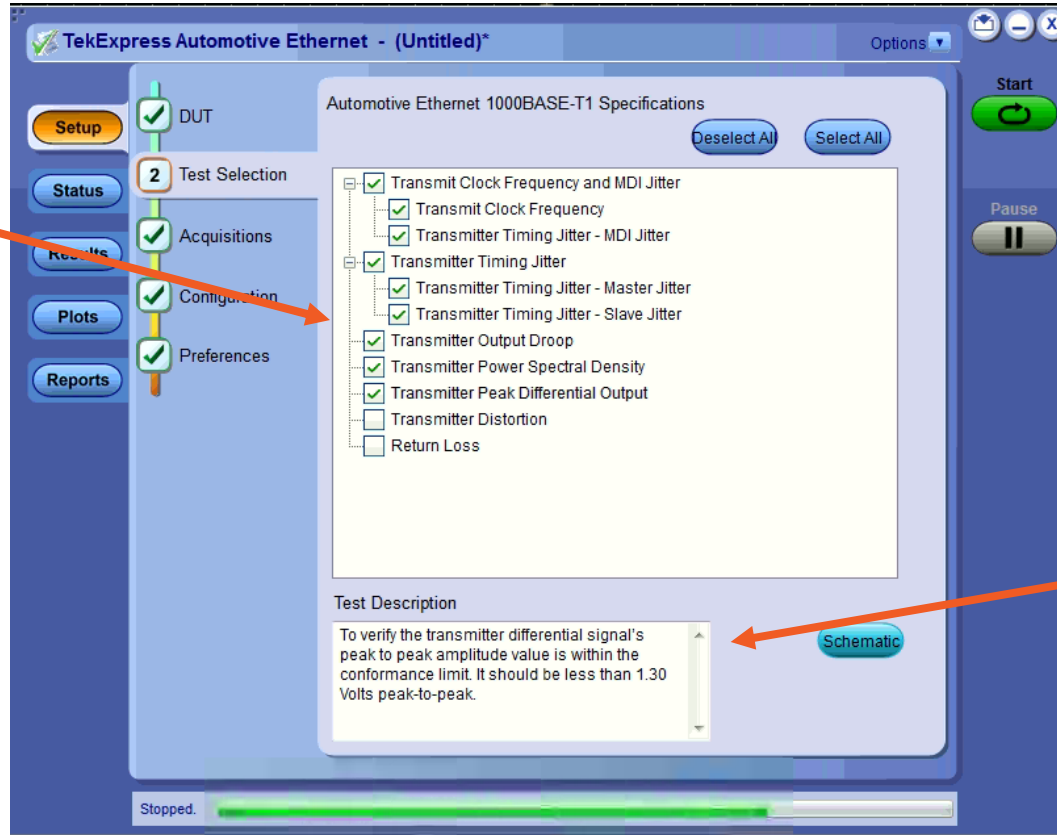 TekExpress Automotive Ethernet - (Untitled)*
Options
Setup
Status
Results
Plots
Reports
DUT
2 Test Selection
Acquisitions
Configuration
Preferences
Automotive Ethernet 1000BASE-T1 Specifications
Deselect All
Select All
Transmit Clock Frequency and MDI Jitter
Transmit Clock Frequency
Transmitter Timing Jitter - MDI Jitter
Transmitter Timing Jitter
Transmitter Timing Jitter - Master Jitter
Transmitter Timing Jitter - Slave Jitter
Transmitter Output Droop
Transmitter Power Spectral Density
Transmitter Peak Differential Output
Transmitter Distortion
Return Loss
Test Description
To verify the transmitter differential signal's
peak to peak amplitude value is within the
conformance limit. It should be less than 1.30
Volts peak-to-peak.
Schematic
Start
Pause
Stopped.